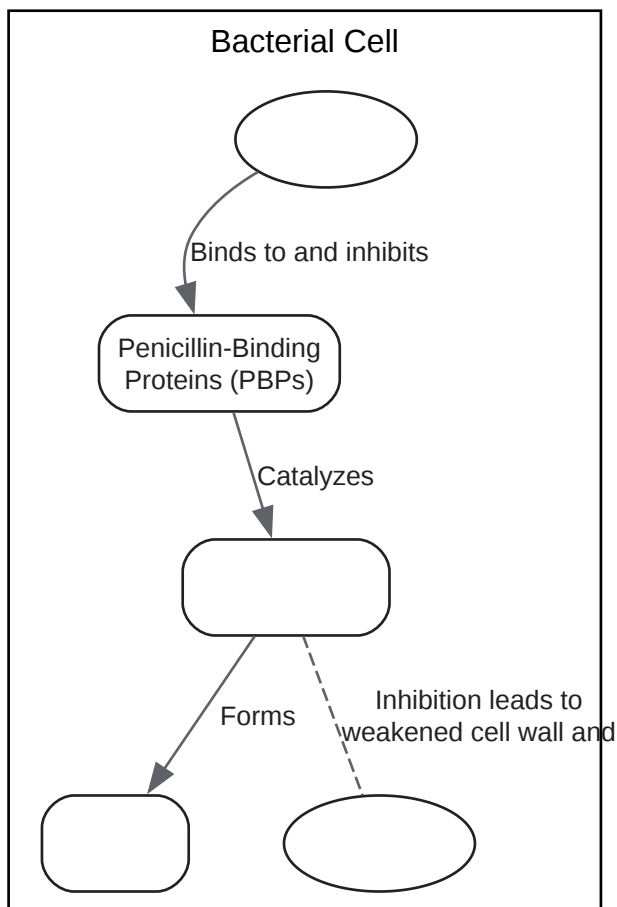 Bacterial Cell
Binds to and inhibits
Penicillin-Binding
Proteins (PBPs)
Catalyzes
Forms
Inhibition leads to
weakened cell wall and